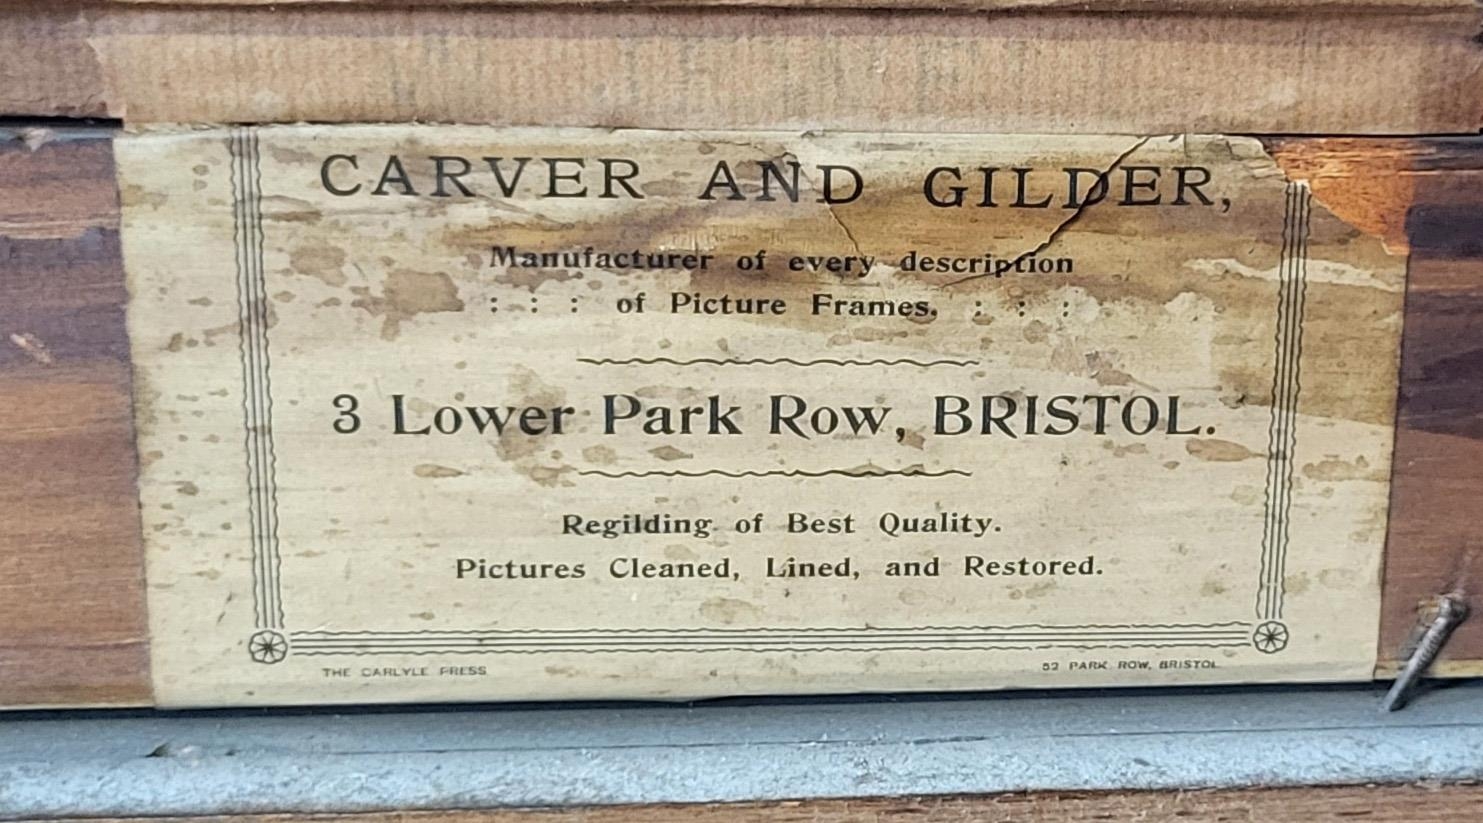 CARVER AND GILDER,
Manufacturer of every description
: : : of Picture Frames. : : :
3 Lower Park Row, BRISTOL.
Regilding of Best Quality.
Pictures Cleaned, Lined, and Restored.
THE CARLYLE PRESS 52 PARK ROW, BRISTOL